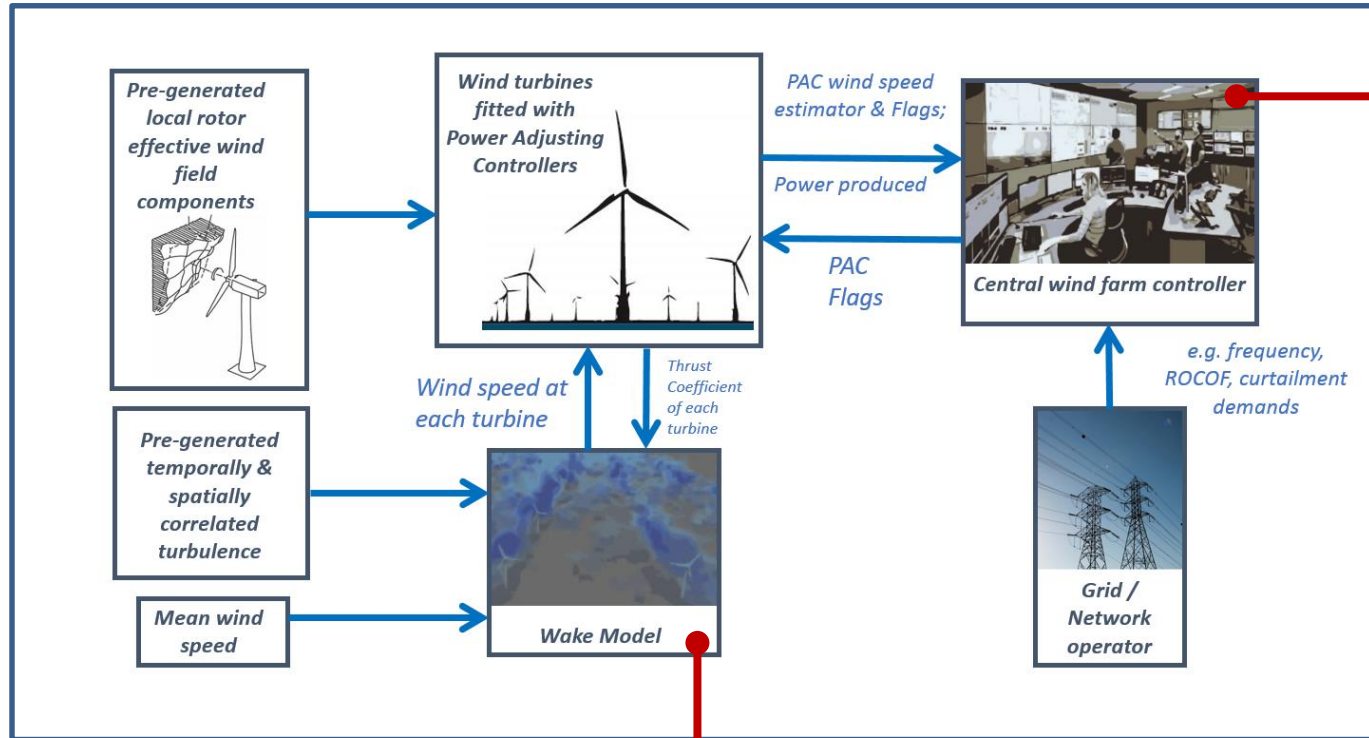 Pre-generated
local rotor
effective wind
field
components
Wind turbines
fitted with
Power Adjusting
Controllers
PAC wind speed
estimator & Flags;
Power produced
PAC
Flags
Central wind farm controller
e.g. frequency,
ROCOF, curtailment
demands
Wind speed at
each turbine
Thrust
Coefficient
of each
turbine
Pre-generated
temporally &
spatially
correlated
turbulence
Mean wind
speed
Wake Model
Grid /
Network
operator